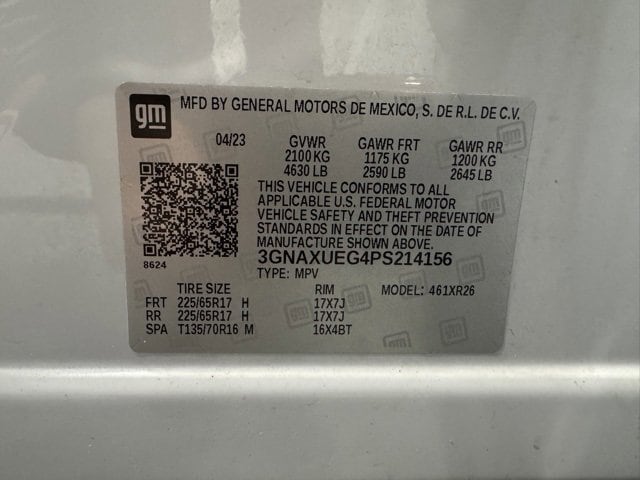 gm MFD BY GENERAL MOTORS DE MEXICO, S. DE R.L. DE C.V.
04/23 GVWR GAWR FRT GAWR RR
2100 KG 1175 KG 1200 KG
4630 LB 2590 LB 2645 LB
THIS VEHICLE CONFORMS TO ALL
APPLICABLE U.S. FEDERAL MOTOR
VEHICLE SAFETY AND THEFT PREVENTION
STANDARDS IN EFFECT ON THE DATE OF
MANUFACTURE SHOWN ABOVE.
3GNAXUEG4PS214156
8624
TYPE: MPV
TIRE SIZE RIM MODEL: 461XR26
FRT 225/65R17 H 17X7J
RR 225/65R17 H 17X7J
SPA T135/70R16 M 16X4BT